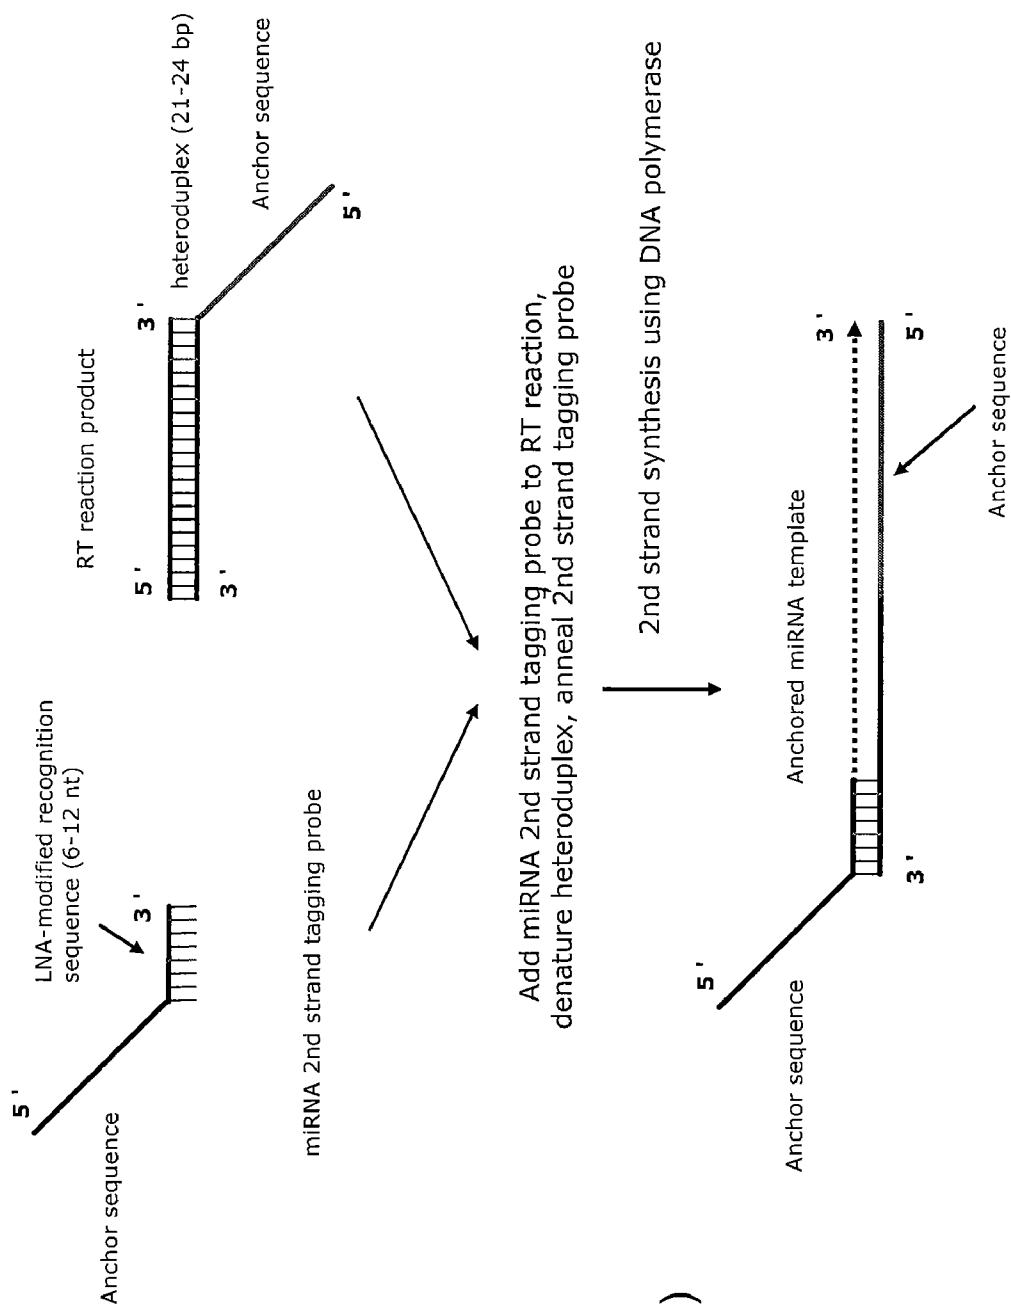 5'
LNA-modified recognition
sequence (6-12 nt)
3'
Anchor sequence
miRNA 2nd strand tagging probe
RT reaction product
5'
3'
3'
heteroduplex (21-24 bp)
Anchor sequence
5'
Add miRNA 2nd strand tagging probe to RT reaction,
denature heteroduplex, anneal 2nd strand tagging probe
2nd strand synthesis using DNA polymerase
)
5'
Anchor sequence
3'
Anchored miRNA template
3'
5'
Anchor sequence